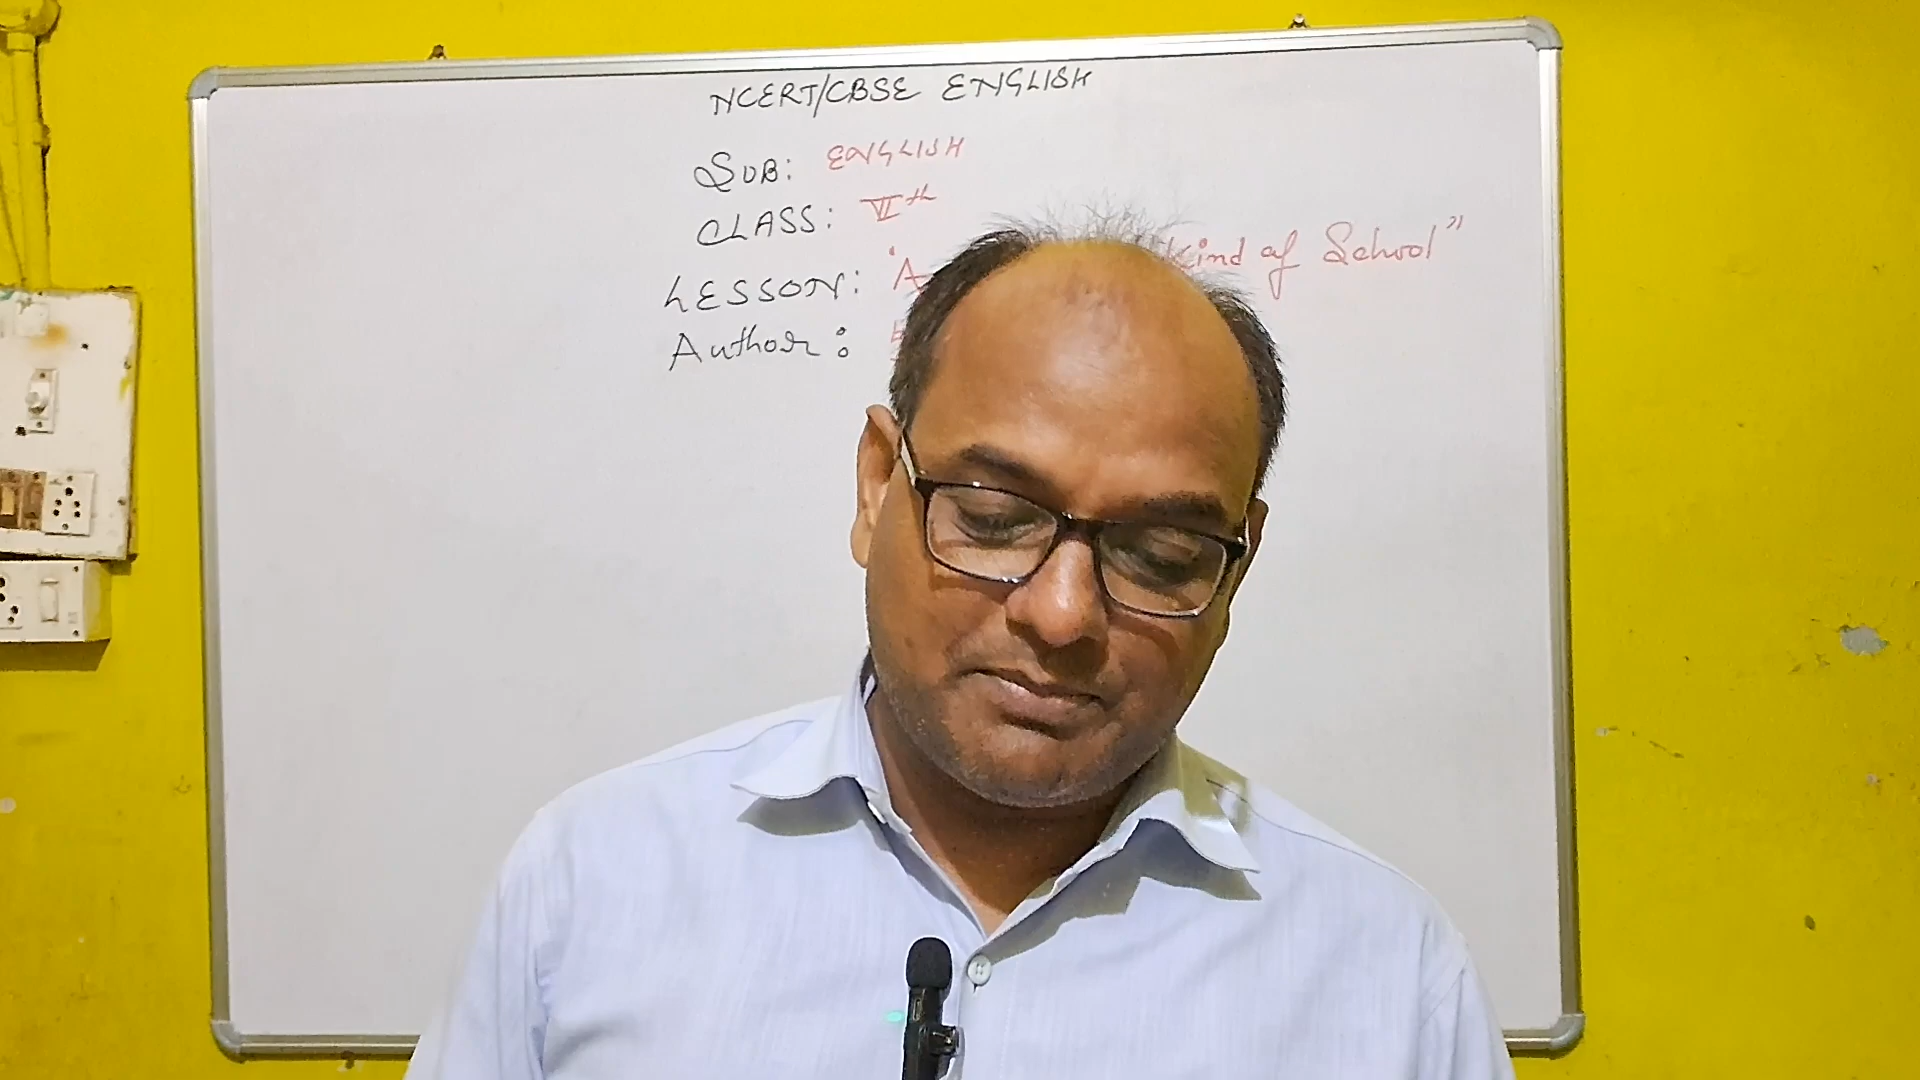 NCERT/CBSE ENGLISH
SUB: ENGLISH
CLASS: VIth
LESSON: "A kind of School"
Author: